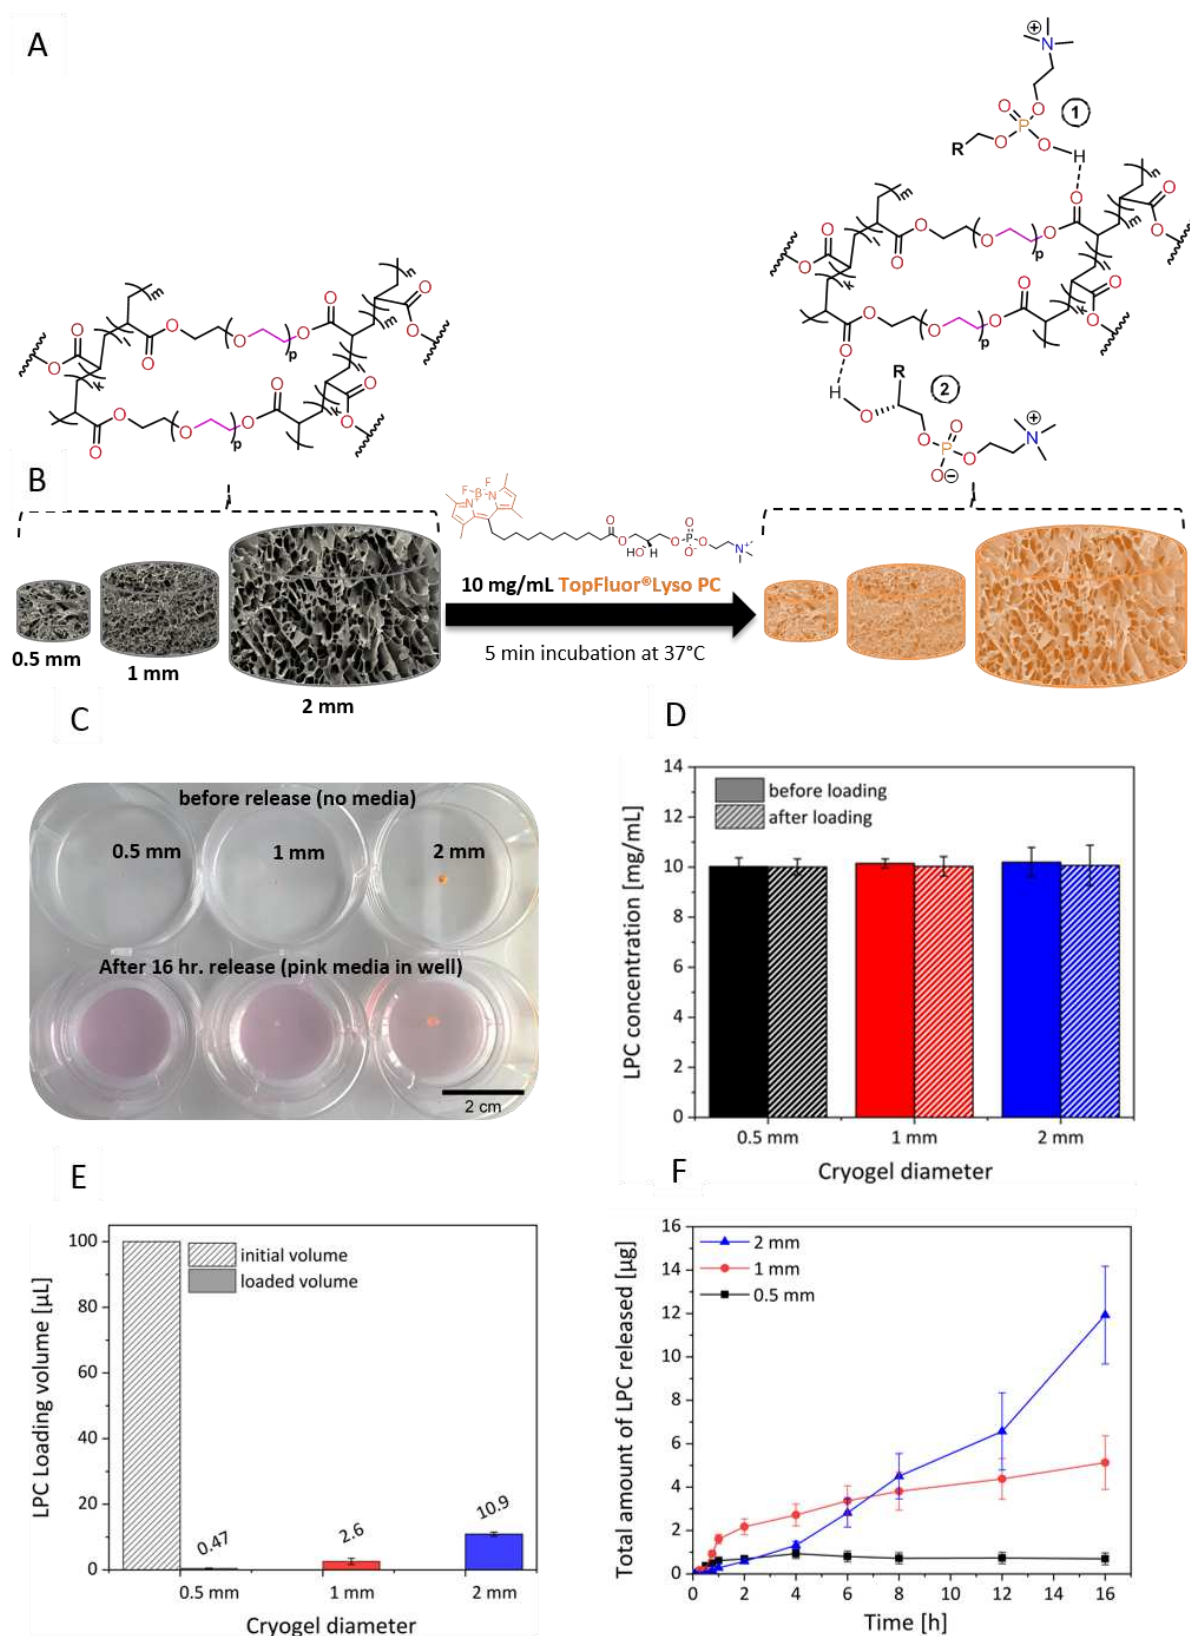 A
B
0.5 mm
1 mm
2 mm
10 mg/mL TopFluor®Lyso PC
5 min incubation at 37°C
C
before release (no media)
0.5 mm
1 mm
2 mm
After 16 hr. release (pink media in well)
2 cm
D
LPC concentration [mg/mL]
14
12
10
8
6
4
2
0
before loading
after loading
0.5 mm
1 mm
2 mm
Cryogel diameter
E
LPC Loading volume [µL]
100
80
60
40
20
0
initial volume
loaded volume
0.47
2.6
10.9
0.5 mm
1 mm
2 mm
Cryogel diameter
F
Total amount of LPC released [µg]
16
14
12
10
8
6
4
2
0
2 mm
1 mm
0.5 mm
0
2
4
6
8
10
12
14
16
Time [h]